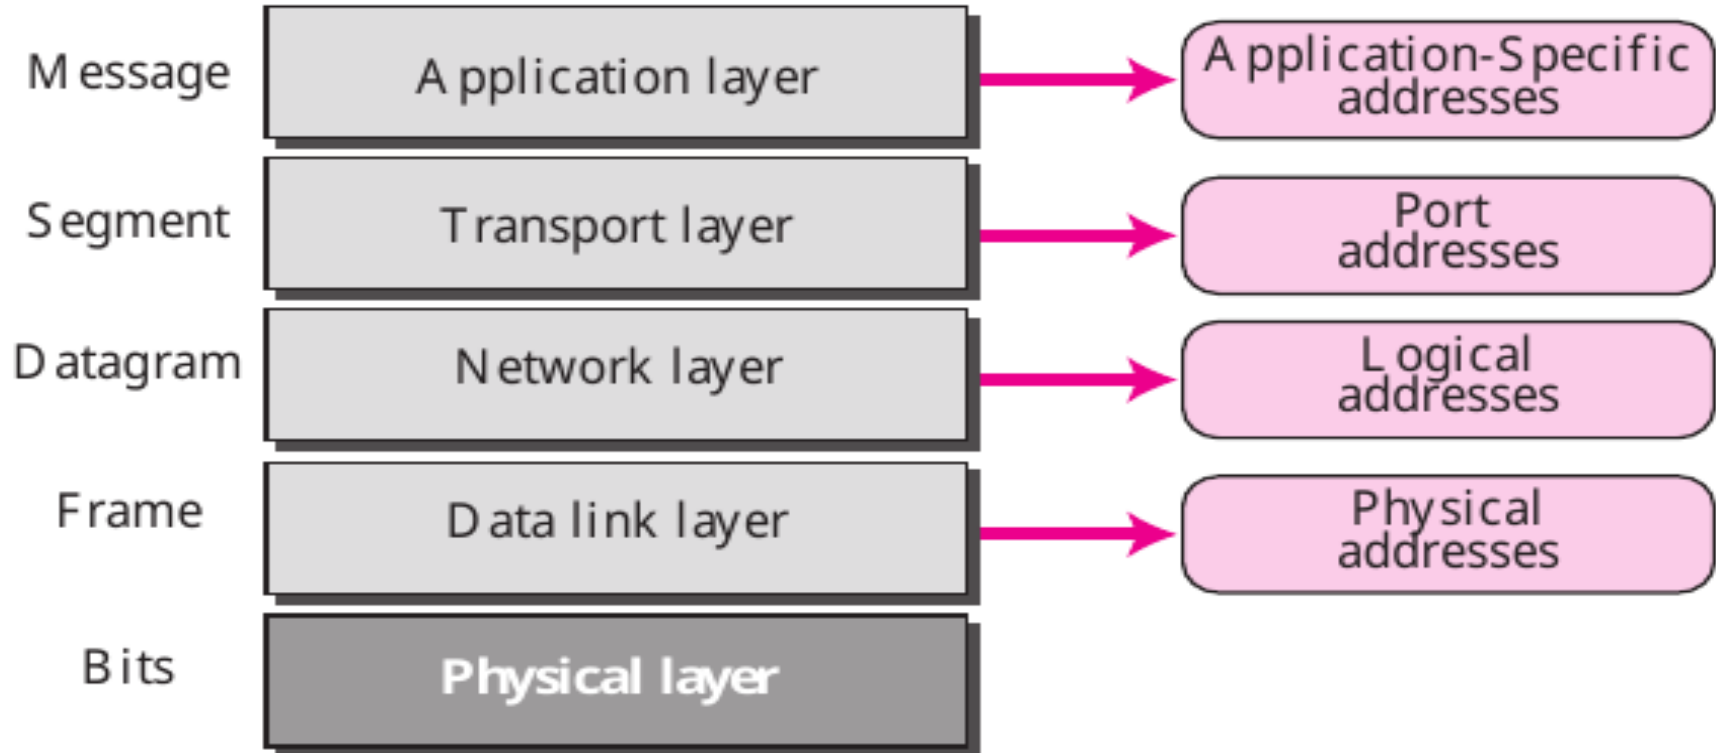 Message
Application layer
Application-Specific
addresses
Segment
Transport layer
Port
addresses
Datagram
Network layer
Logical
addresses
Frame
Data link layer
Physical
addresses
Bits
Physical layer